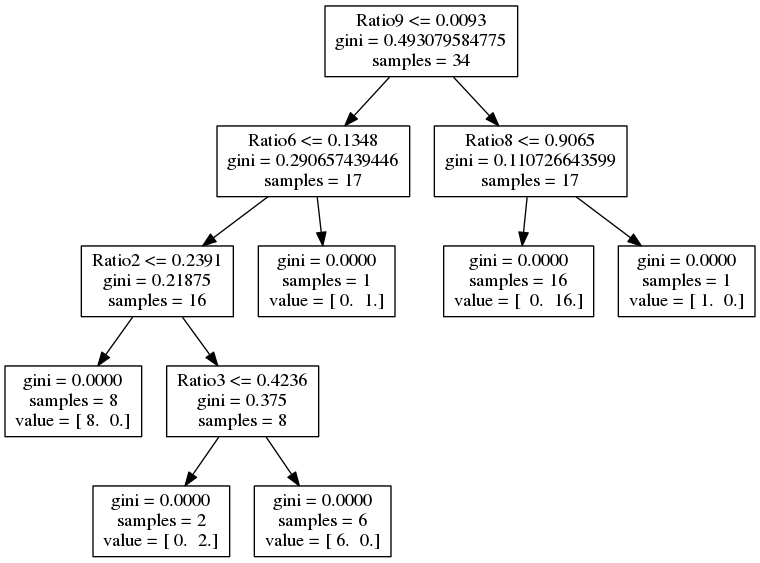 Ratio9 <= 0.0093
gini = 0.493079584775
samples = 34
Ratio6 <= 0.1348
gini = 0.290657439446
samples = 17
Ratio8 <= 0.9065
gini = 0.110726643599
samples = 17
Ratio2 <= 0.2391
gini = 0.21875
samples = 16
gini = 0.0000
samples = 1
value = [ 0.  1.]
gini = 0.0000
samples = 16
value = [  0.  16.]
gini = 0.0000
samples = 1
value = [ 1.  0.]
gini = 0.0000
samples = 8
value = [ 8.  0.]
Ratio3 <= 0.4236
gini = 0.375
samples = 8
gini = 0.0000
samples = 2
value = [ 0.  2.]
gini = 0.0000
samples = 6
value = [ 6.  0.]